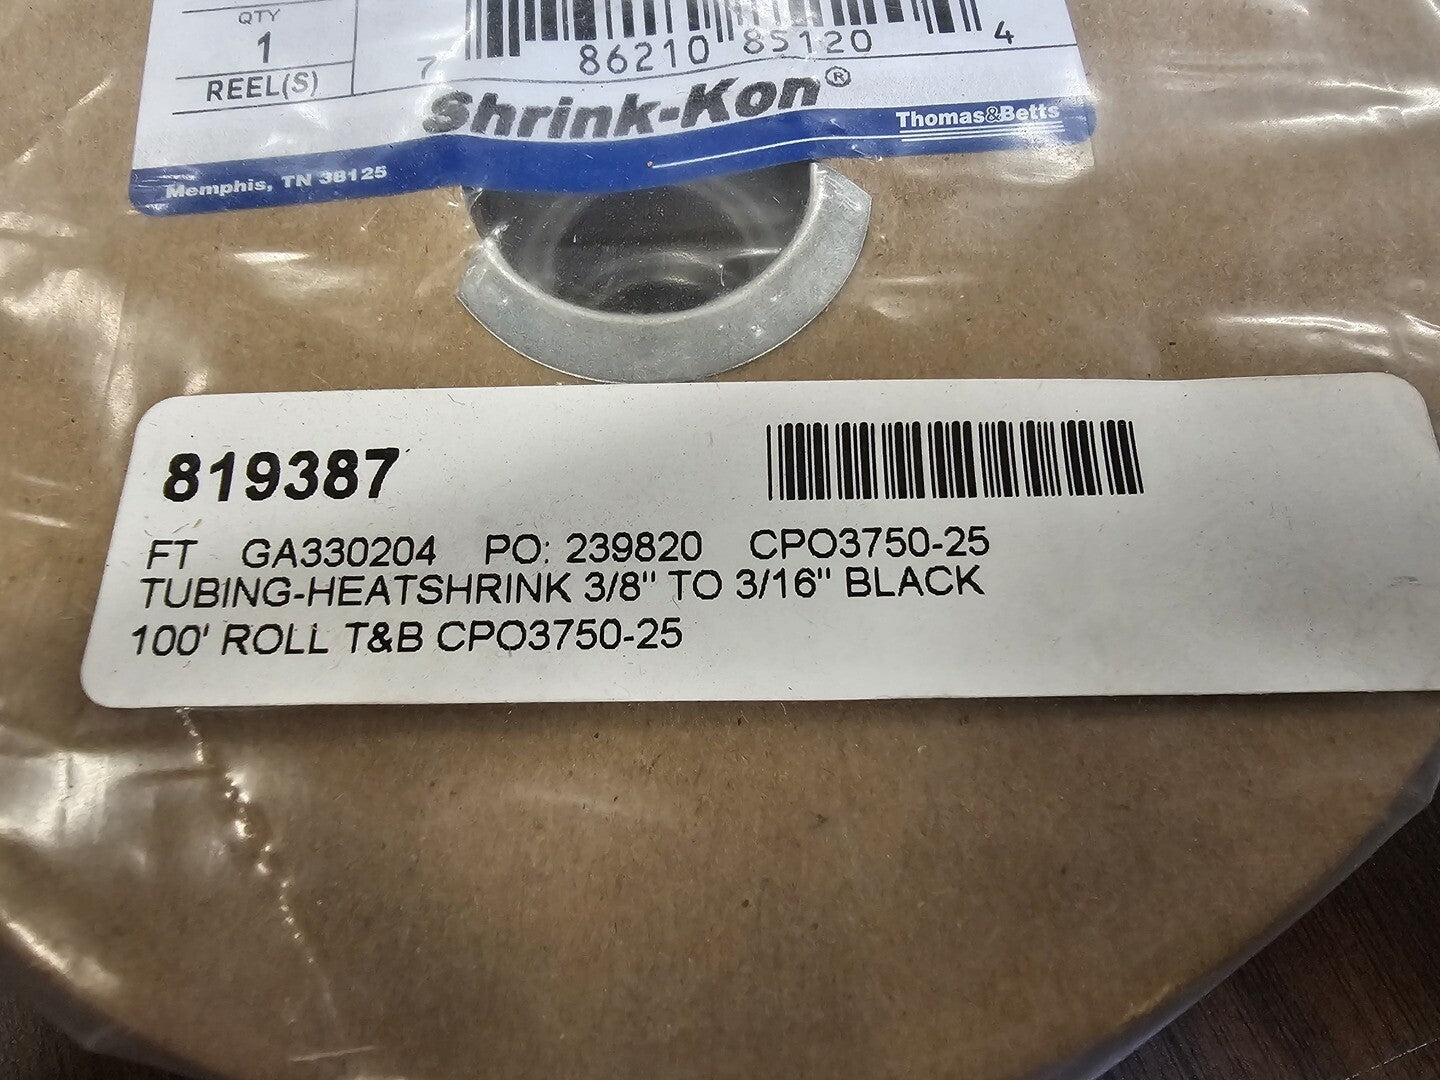 QTY
1
REEL(S)
7 86210 85120 4
Shrink-Kon®
Thomas&Betts
Memphis, TN 38125
819387
FT GA330204 PO: 239820 CPO3750-25
TUBING-HEATSHRINK 3/8" TO 3/16" BLACK
100' ROLL T&B CPO3750-25